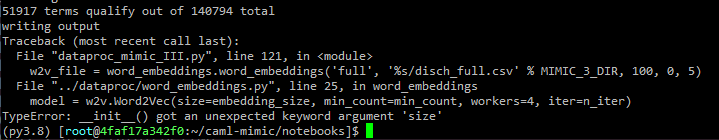 51917 terms qualify out of 140794 total
writing output
Traceback (most recent call last):
  File "dataproc_mimic_III.py", line 121, in <module>
    w2v_file = word_embeddings.word_embeddings('full', '%s/disch_full.csv' % MIMIC_3_DIR, 100, 0, 5)
  File "../dataproc/word_embeddings.py", line 25, in word_embeddings
    model = w2v.Word2Vec(size=embedding_size, min_count=min_count, workers=4, iter=n_iter)
TypeError: __init__() got an unexpected keyword argument 'size'
(py3.8) [root@4faf17a342f0:~/caml-mimic/notebooks]$